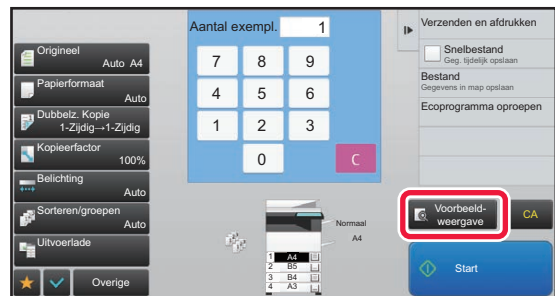 Origineel
Auto A4
Papierformaat
Auto
Dubbelz. Kopie
1-Zijdig→1-Zijdig
Kopieerfactor
100%
Belichting
Auto
Sorteren/groepen
Auto
Uitvoerlade
Overige
Aantal exempl. 1
7 8 9
4 5 6
1 2 3
0 C
Normaal
A4
1 A4
2 B5
3 B4
4 A3
Verzenden en afdrukken
Snelbestand
Geg. tijdelijk opslaan
Bestand
Gegevens in map opslaan
Ecoprogramma oproepen
Voorbeeld-
weergave
CA
Start